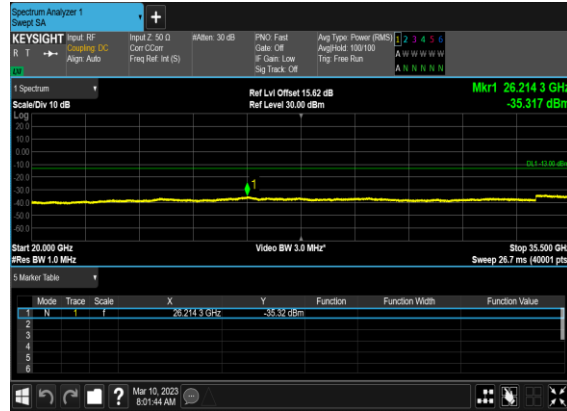 Spectrum Analyzer 1
Swept SA
+
KEYSIGHT Input: RF Input Z: 50 Ω #Atten: 30 dB PNO: Fast Avg Type: Power (RMS) 1 2 3 4 5 6
R T Coupling: DC Corr CCorr Gate: Off Avg|Hold: 100/100 A W W W W W
Align: Auto Freq Ref: Int (S) IF Gain: Low Trig: Free Run
Sig Track: Off A N N N N N
1 Spectrum Ref Lvl Offset 15.62 dB Mkr1 26.214 3 GHz
Scale/Div 10 dB Ref Level 30.00 dBm -35.317 dBm
Log
20.0
10.0
0.00
-10.0
DL1 -13.00 dBm
-20.0
1
-30.0
-40.0
-50.0
-60.0
Start 20.000 GHz Video BW 3.0 MHz* Stop 35.500 GHz
#Res BW 1.0 MHz Sweep 26.7 ms (40001 pts)
5 Marker Table
Mode Trace Scale X Y Function Function Width Function Value
1 N 1 f 26.214 3 GHz -35.32 dBm
2
3
4
5
6
? Mar 10, 2023
8:01:44 AM